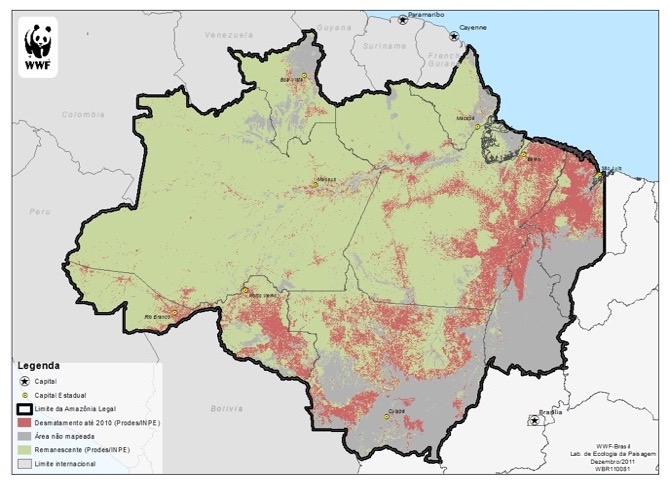 WWF
Paramaribo
Cayenne
Guyana
Venezuela
Suriname
French
Guiana
Boa Vista
Colombia
Macapá
Belém
São Luís
Manaus
Peru
Porto Velho
Rio Branco
Legenda
Capital
Capital Estadual
Limite da Amazônia Legal
Desmatamento até 2010 (Prodes/INPE)
Área não mapeada
Remanescente (Prodes/INPE)
Limite internacional
Bolivia
Cuiabá
Brasília
WWF-Brasil
Lab. de Ecologia da Paisagem
Dezembro/2011
WBR110081